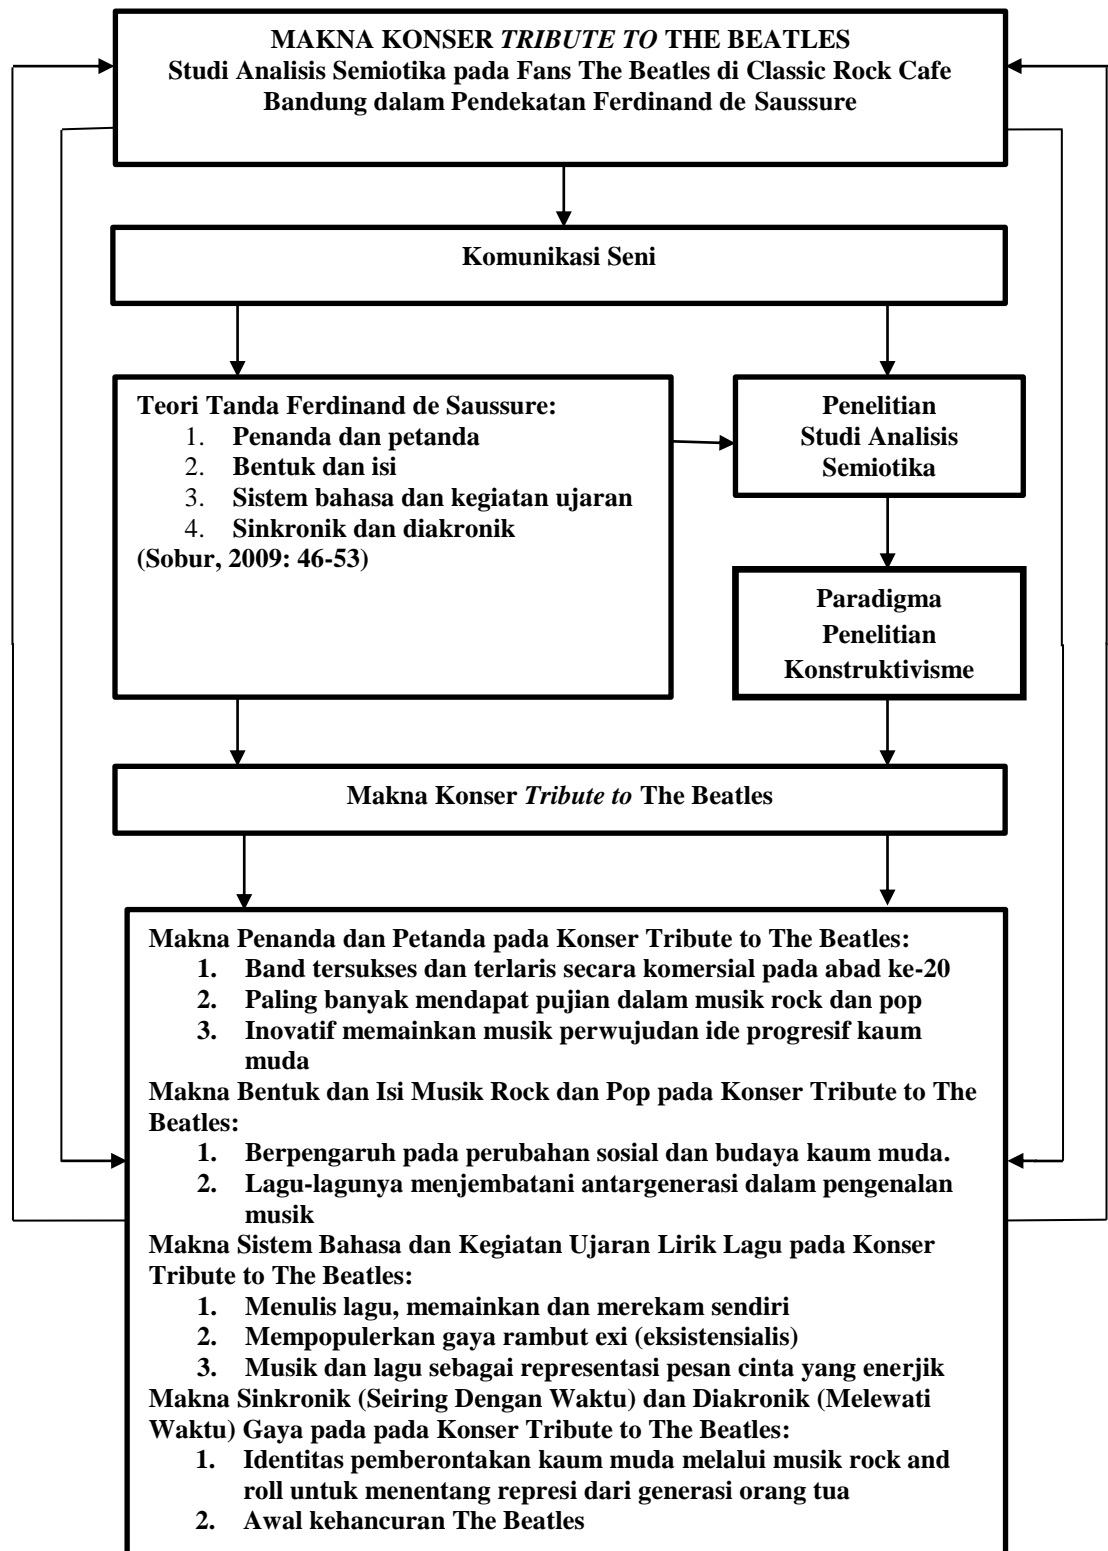 MAKNA KONSER TRIBUTE TO THE BEATLES
Studi Analisis Semiotika pada Fans The Beatles di Classic Rock Cafe
Bandung dalam Pendekatan Ferdinand de Saussure
Komunikasi Seni
Teori Tanda Ferdinand de Saussure:
1. Penanda dan petanda
2. Bentuk dan isi
3. Sistem bahasa dan kegiatan ujaran
4. Sinkronik dan diakronik
(Sobur, 2009: 46-53)
Penelitian
Studi Analisis
Semiotika
Paradigma
Penelitian
Konstruktivisme
Makna Konser Tribute to The Beatles
Makna Penanda dan Petanda pada Konser Tribute to The Beatles:
1. Band tersukses dan terlaris secara komersial pada abad ke-20
2. Paling banyak mendapat pujian dalam musik rock dan pop
3. Inovatif memainkan musik perwujudan ide progresif kaum
muda
Makna Bentuk dan Isi Musik Rock dan Pop pada Konser Tribute to The
Beatles:
1. Berpengaruh pada perubahan sosial dan budaya kaum muda.
2. Lagu-lagunya menjembatani antargenerasi dalam pengenalan
musik
Makna Sistem Bahasa dan Kegiatan Ujaran Lirik Lagu pada Konser
Tribute to The Beatles:
1. Menulis lagu, memainkan dan merekam sendiri
2. Mempopulerkan gaya rambut exi (eksistensialis)
3. Musik dan lagu sebagai representasi pesan cinta yang enerjik
Makna Sinkronik (Seiring Dengan Waktu) dan Diakronik (Melewati
Waktu) Gaya pada pada Konser Tribute to The Beatles:
1. Identitas pemberontakan kaum muda melalui musik rock and
roll untuk menentang represi dari generasi orang tua
2. Awal kehancuran The Beatles